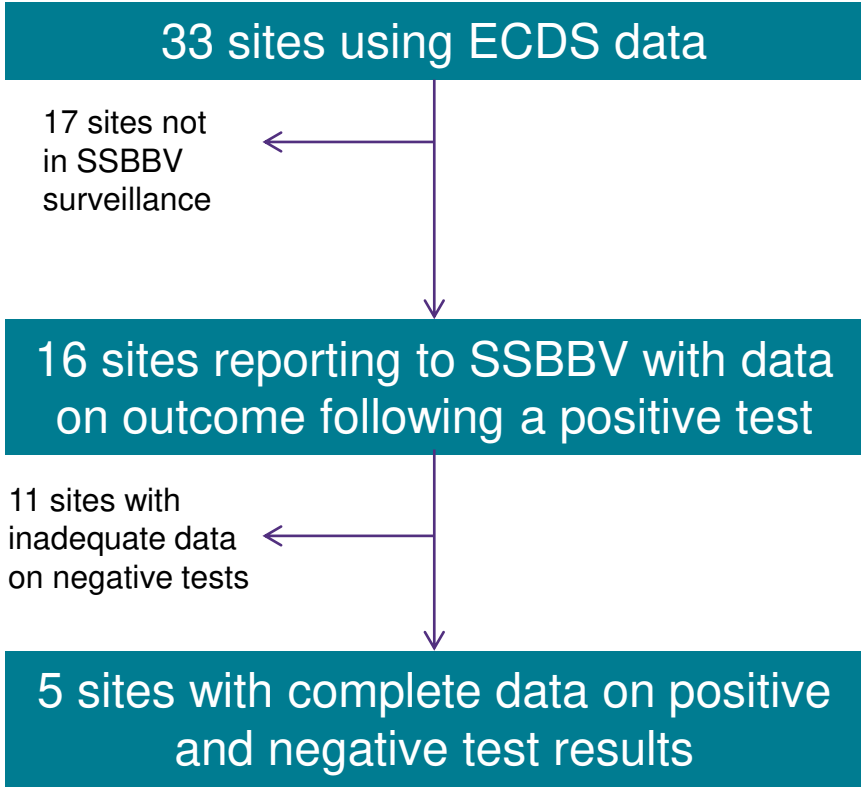 33 sites using ECDS data
17 sites not
in SSBBV
surveillance
16 sites reporting to SSBBV with data
on outcome following a positive test
11 sites with
inadequate data
on negative tests
5 sites with complete data on positive
and negative test results